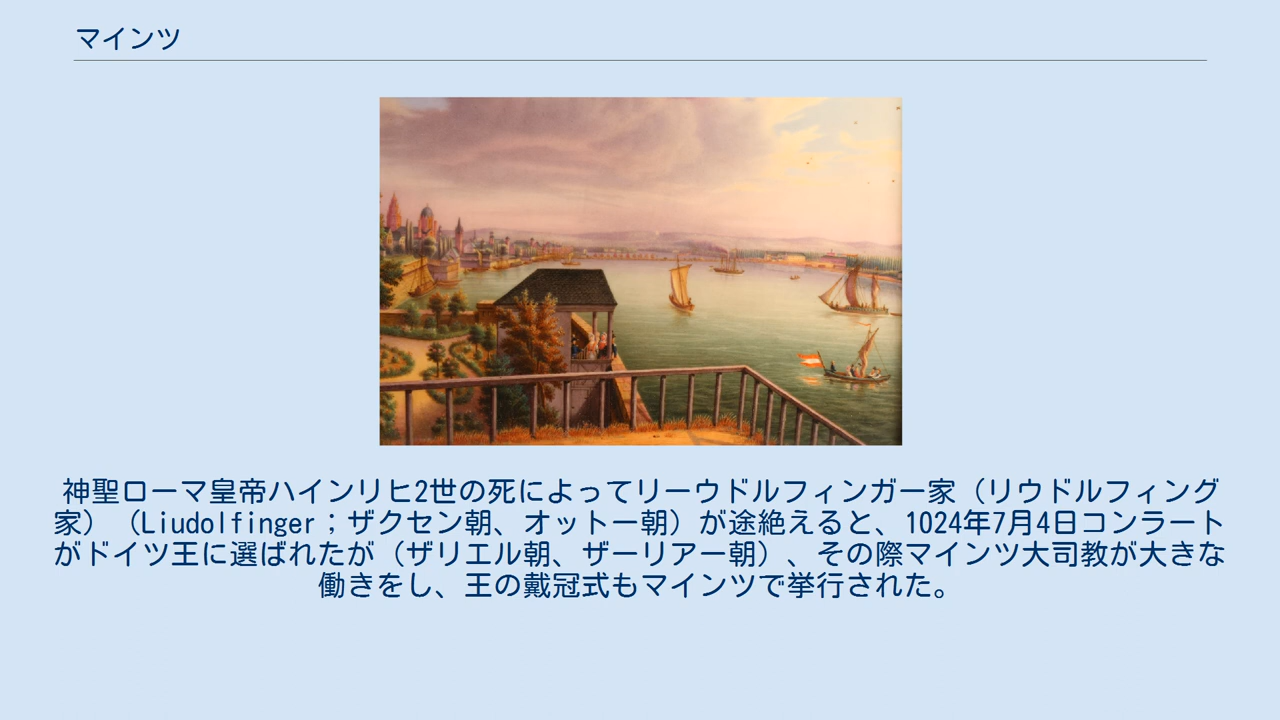 マインツ
神聖ローマ皇帝ハインリヒ2世の死によってリーウドルフィンガー家（リウドルフィング
家）（Liudolfinger；ザクセン朝、オットー朝）が途絶えると、1024年7月4日コンラート
がドイツ王に選ばれたが（ザリエル朝、ザーリアー朝）、その際マインツ大司教が大きな
働きをし、王の戴冠式もマインツで挙行された。